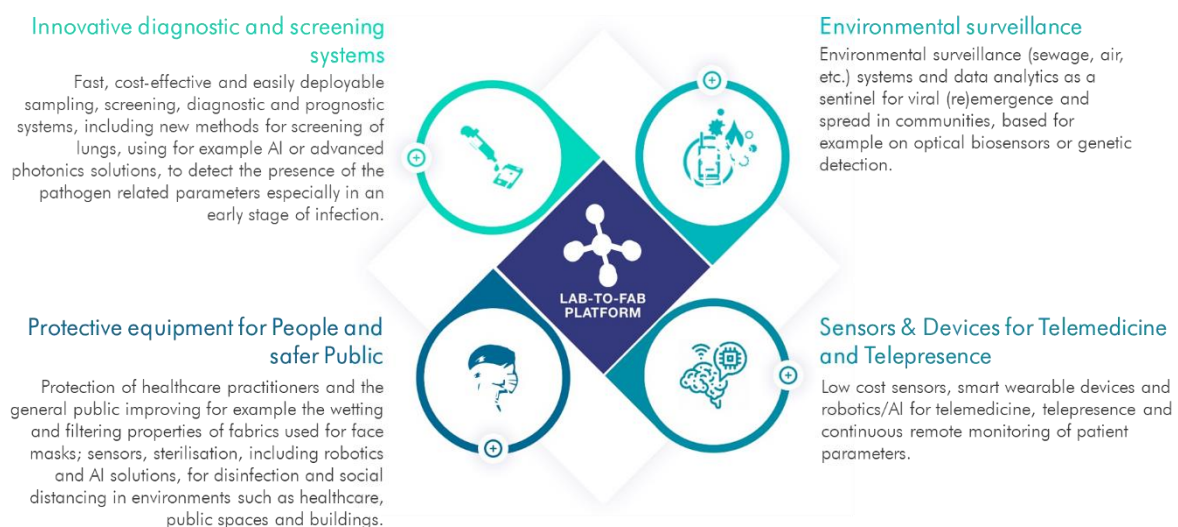 Innovative diagnostic and screening
systems
Fast, cost-effective and easily deployable
sampling, screening, diagnostic and prognostic
systems, including new methods for screening of
lungs, using for example AI or advanced
photonics solutions, to detect the presence of the
pathogen related parameters especially in an
early stage of infection.
Environmental surveillance
Environmental surveillance (sewage, air,
etc.) systems and data analytics as a
sentinel for viral (re)emergence and
spread in communities, based for
example on optical biosensors or genetic
detection.
LAB-TO-FAB
PLATFORM
Protective equipment for People and
safer Public
Protection of healthcare practitioners and the
general public improving for example the wetting
and filtering properties of fabrics used for face
masks; sensors, sterilisation, including robotics
and AI solutions, for disinfection and social
distancing in environments such as healthcare,
public spaces and buildings.
Sensors & Devices for Telemedicine
and Telepresence
Low cost sensors, smart wearable devices and
robotics/AI for telemedicine, telepresence and
continuous remote monitoring of patient
parameters.